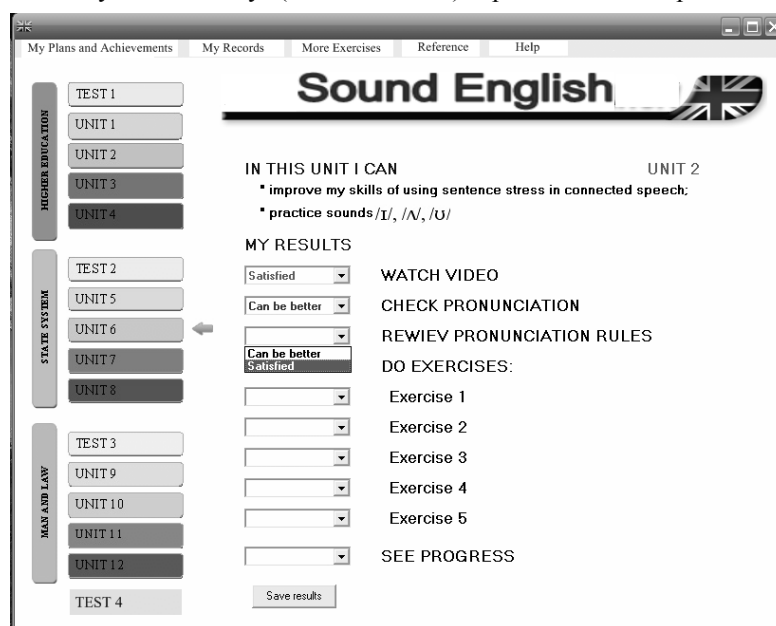 My Plans and Achievements My Records More Exercises Reference Help
Sound English
HIGHER EDUCATION
TEST 1
UNIT 1
UNIT 2
UNIT 3
UNIT 4
STATE SYSTEM
TEST 2
UNIT 5
UNIT 6
UNIT 7
UNIT 8
MAN AND LAW
TEST 3
UNIT 9
UNIT 10
UNIT 11
UNIT 12
TEST 4
IN THIS UNIT I CAN UNIT 2
* improve my skills of using sentence stress in connected speech;
* practice sounds /ɪ/, /ʌ/, /ʊ/
MY RESULTS
Satisfied WATCH VIDEO
Can be better CHECK PRONUNCIATION
REWIEV PRONUNCIATION RULES
Can be better
Satisfied DO EXERCISES:
Exercise 1
Exercise 2
Exercise 3
Exercise 4
Exercise 5
SEE PROGRESS
Save results